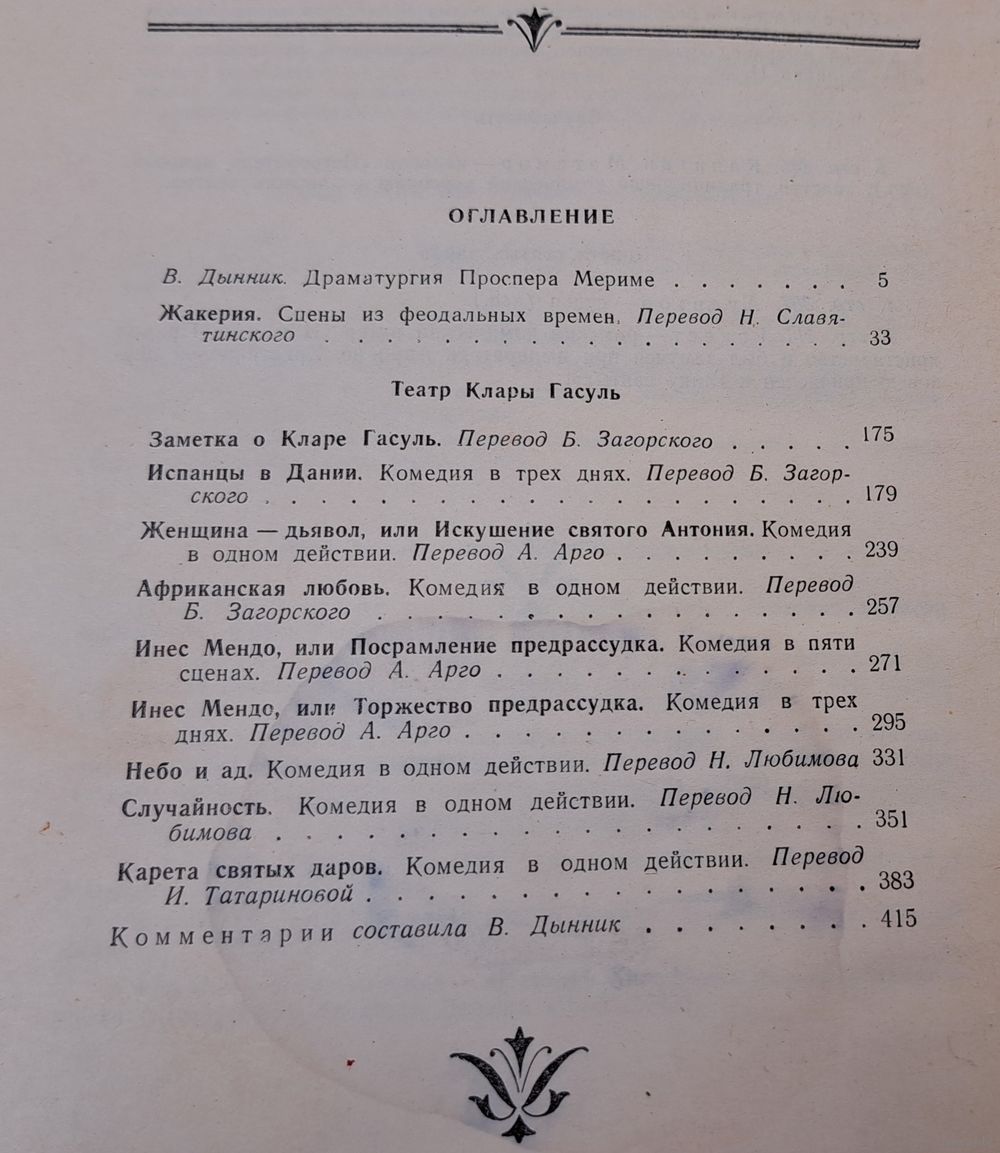 ОГЛАВЛЕНИЕ
В. Дынник. Драматургия Проспера Мериме . . . . . . . 5
Жакерия. Сцены из феодальных времен. Перевод Н. Славя-
тинского . . . . . . . . . . . . . . . . . . 33
Театр Клары Гасуль
Заметка о Кларе Гасуль. Перевод Б. Загорского . . . . . 175
Испанцы в Дании. Комедия в трех днях. Перевод Б. Загор-
ского . . . . . . . . . . . . . . . . . . . . 179
Женщина — дьявол, или Искушение святого Антония. Комедия
в одном действии. Перевод А. Арго . . . . . . . . . 239
Африканская любовь. Комедия в одном действии. Перевод
Б. Загорского . . . . . . . . . . . . . . . . 257
Инес Мендо, или Посрамление предрассудка. Комедия в пяти
сценах. Перевод А. Арго . . . . . . . . . . . . . 271
Инес Мендо, или Торжество предрассудка. Комедия в трех
днях. Перевод А. Арго . . . . . . . . . . . . . . 295
Небо и ад. Комедия в одном действии. Перевод Н. Любимова 331
Случайность. Комедия в одном действии. Перевод Н. Лю-
бимова . . . . . . . . . . . . . . . . . . . . 351
Карета святых даров. Комедия в одном действии. Перевод
И. Татариновой . . . . . . . . . . . . . . . . . 383
Комментарии составила В. Дынник . . . . . . . . 415